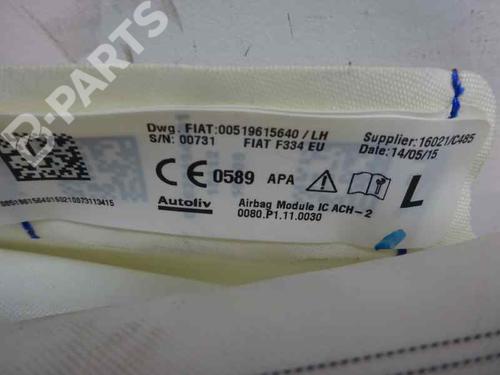 B-PARTS
Dwg. FIAT:00519615640/LH
S/N: 00731 FIAT F334 EU
Supplier:16021/C485
Date:14/05/15
CE 0589 APA
L
Autoliv
Airbag Module IC ACH-2
0080.P1.11.0030